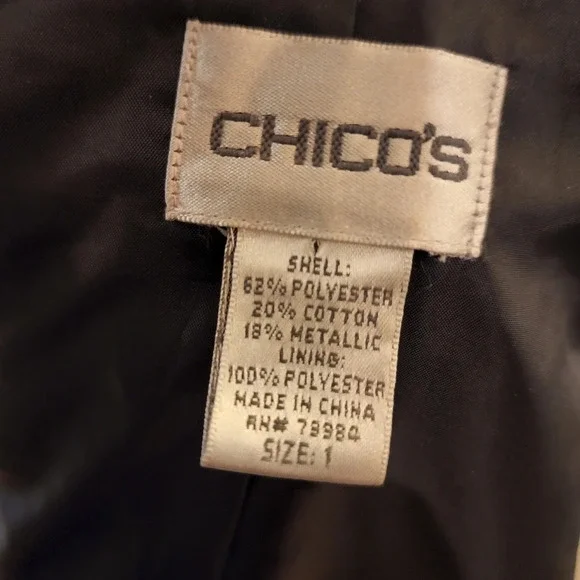 CHICO'S
SHELL:
62% POLYESTER
20% COTTON
18% METALLIC
LINING:
100% POLYESTER
MADE IN CHINA
RN# 79984
SIZE: 1